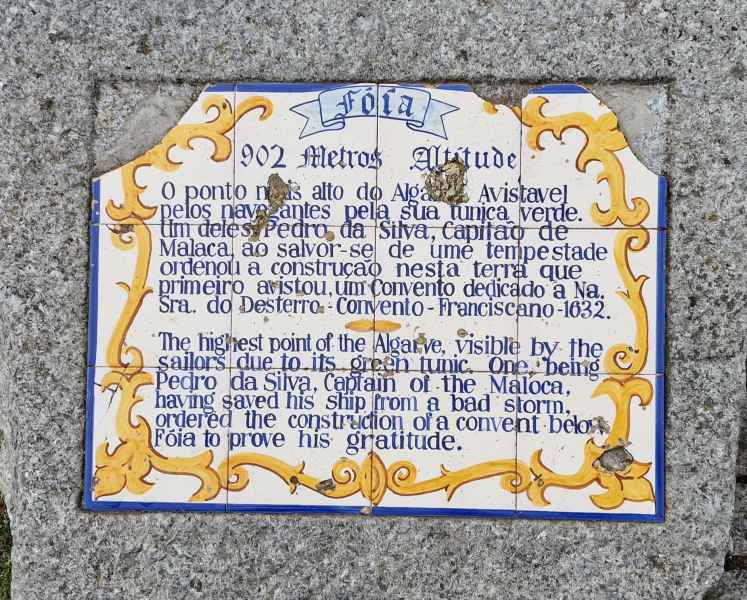 Fóia
902 Metros Altitude
O ponto mais alto do Avistavel
pelos navegantes pela sua tunica verde.
Um deles, Pedro da Silva, Capitão de
Malaca, ao salvor-se de ume tempestade
ordenou a construção nesta terra que
primeiro avistou, um Convento dedicado a Na.
Sra. do Desterro - Convento - Franciscano - 1632.
The highest point of the Algarve, visible by the
sailors due to its green tunic. One being
Pedro da Silva, Captain of the Maloca,
having saved his ship from a bad storm,
ordered the construction of a convent below
Fóia to prove his gratitude.